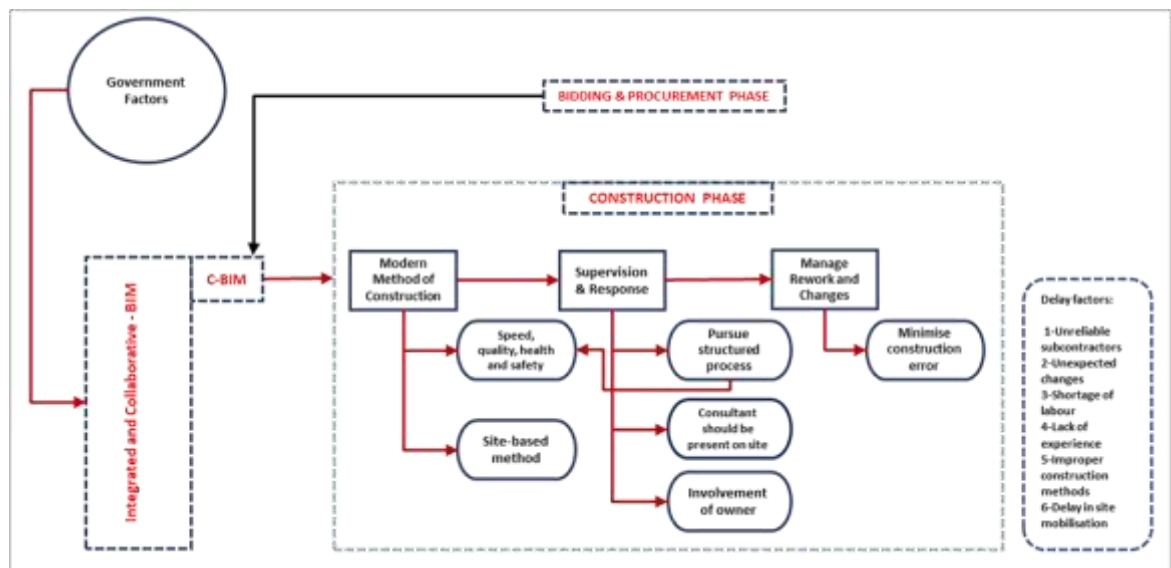 Government
Factors
BIDDING & PROCUREMENT PHASE
CONSTRUCTION PHASE
Integrated and Collaborative - BIM
C-BIM
Modern
Method of
Construction
Supervision
& Response
Manage
Rework and
Changes
Speed,
quality, health
and safety
Pursue
structured
process
Minimise
construction
error
Site-based
method
Consultant
should be
present on site
Involvement
of owner
Delay factors:
1-Unreliable
subcontractors
2-Unexpected
changes
3-Shortage of
labour
4-Lack of
experience
5-Improper
construction
methods
6-Delay in site
mobilisation